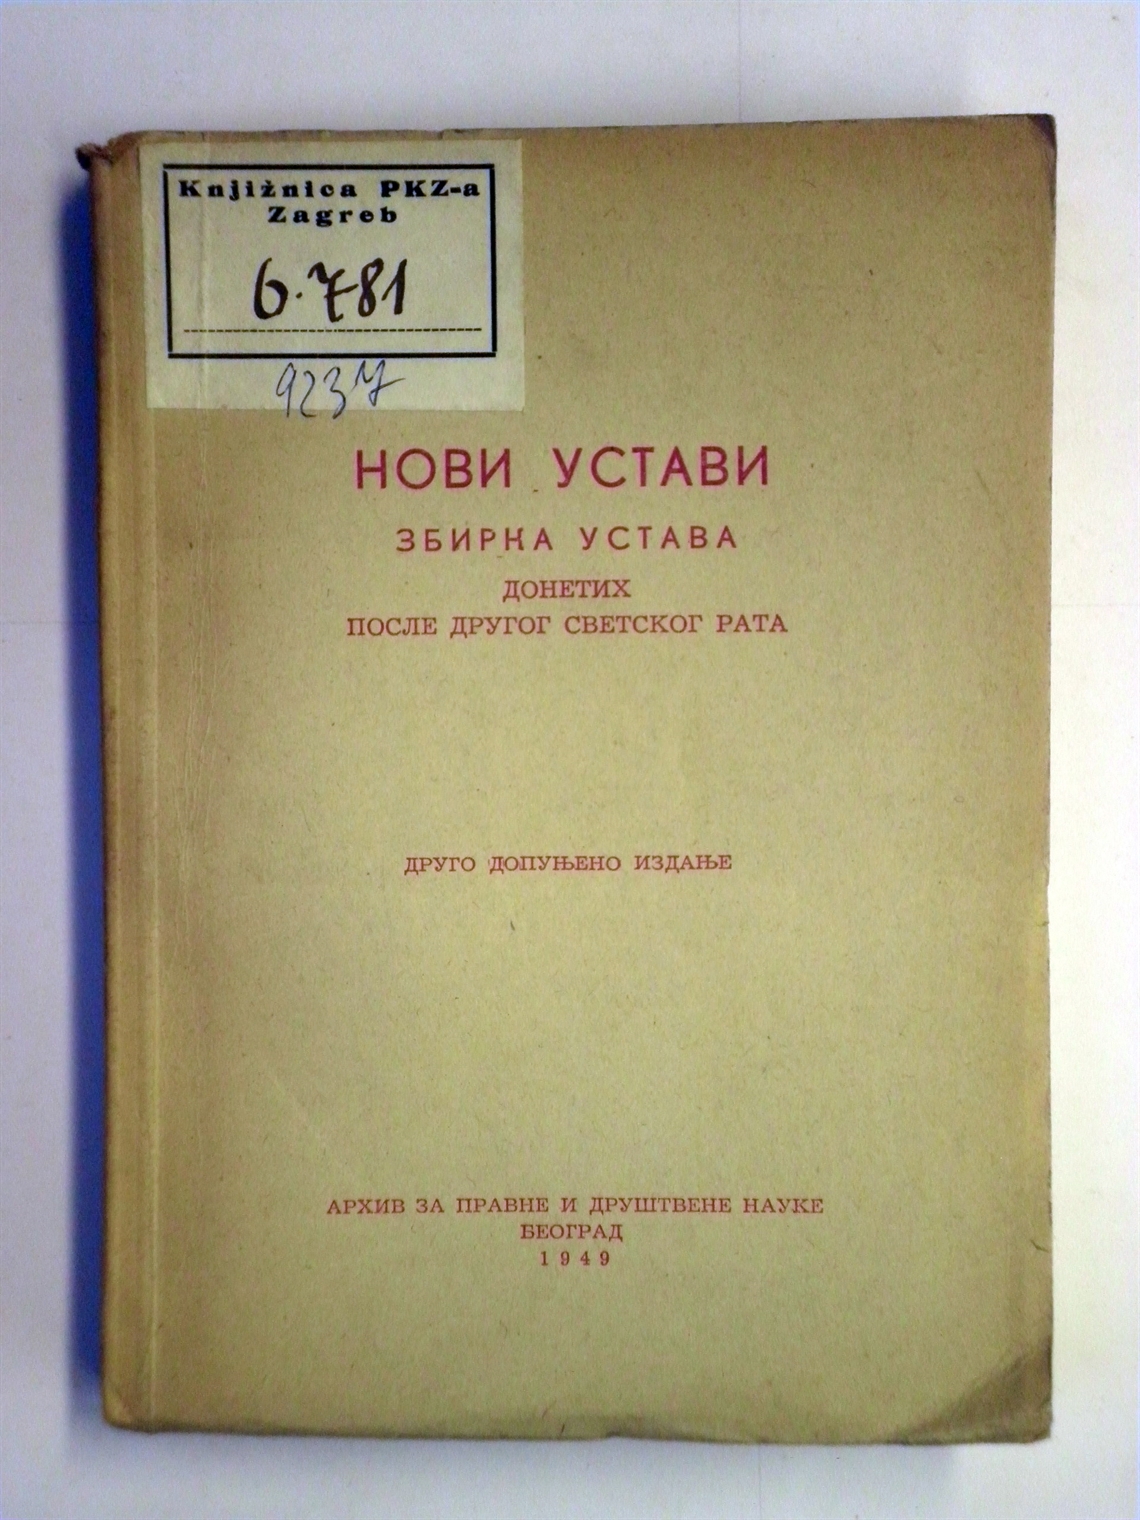 Knjižnica PKZ-a
Zagreb
6.781
9237
НОВИ УСТАВИ
ЗБИРКА УСТАВА
ДОНЕТИХ
ПОСЛЕ ДРУГОГ СВЕТСКОГ РАТА
ДРУГО ДОПУЊЕНО ИЗДАЊЕ
АРХИВ ЗА ПРАВНЕ И ДРУШТВЕНЕ НАУКЕ
БЕОГРАД
1949